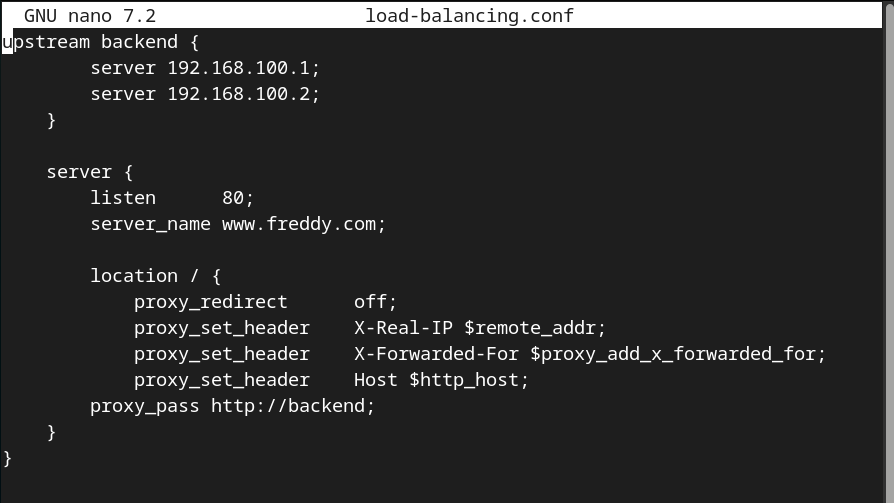 GNU nano 7.2 load-balancing.conf
upstream backend {
        server 192.168.100.1;
        server 192.168.100.2;
    }

    server {
        listen      80;
        server_name www.freddy.com;

        location / {
            proxy_redirect      off;
            proxy_set_header    X-Real-IP $remote_addr;
            proxy_set_header    X-Forwarded-For $proxy_add_x_forwarded_for;
            proxy_set_header    Host $http_host;
        proxy_pass http://backend;
    }
}